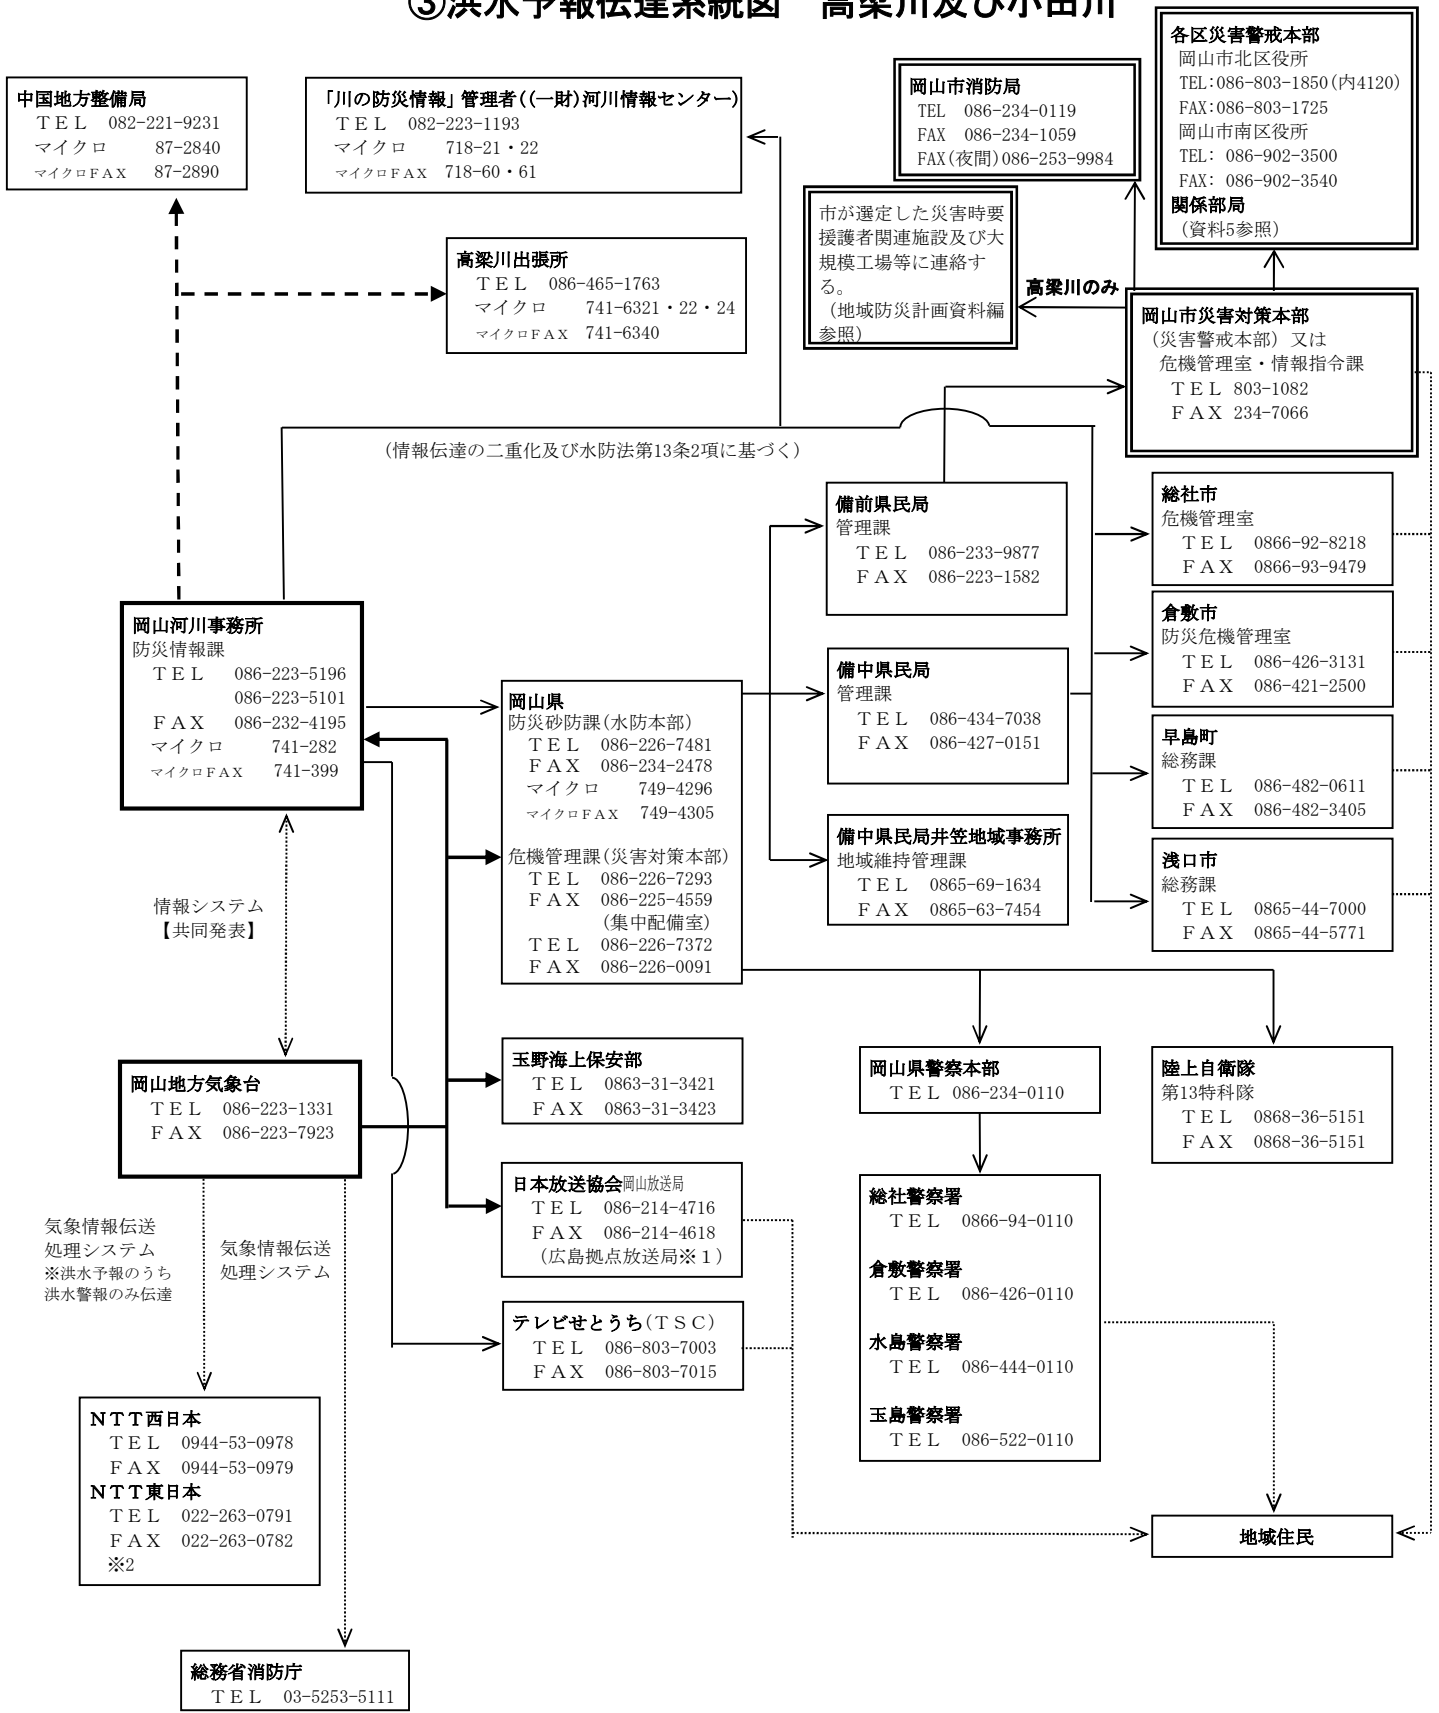 ③洪水予報伝達系統図　高梁川及び小田川
中国地方整備局
ＴＥＬ　082-221-9231
マイクロ　87-2840
マイクロＦＡＸ　87-2890
「川の防災情報」管理者((一財)河川情報センター)
ＴＥＬ　082-223-1193
マイクロ　718-21・22
マイクロＦＡＸ　718-60・61
高梁川出張所
ＴＥＬ　086-465-1763
マイクロ　741-6321・22・24
マイクロFAX　741-6340
岡山市消防局
TEL　086-234-0119
FAX　086-234-1059
FAX(夜間)086-253-9984
各区災害警戒本部
岡山市北区役所
TEL:086-803-1850(内4120)
FAX:086-803-1725
岡山市南区役所
TEL: 086-902-3500
FAX: 086-902-3540
関係部局
（資料5参照）
市が選定した災害時要
援護者関連施設及び大
規模工場等に連絡す
る。
（地域防災計画資料編
参照）
高梁川のみ
岡山市災害対策本部
（災害警戒本部）又は
危機管理室・情報指令課
ＴＥＬ 803-1082
ＦＡＸ 234-7066
(情報伝達の二重化及び水防法第13条2項に基づく)
備前県民局
管理課
ＴＥＬ　086-233-9877
ＦＡＸ　086-223-1582
総社市
危機管理室
ＴＥＬ　0866-92-8218
ＦＡＸ　0866-93-9479
倉敷市
防災危機管理室
ＴＥＬ　086-426-3131
ＦＡＸ　086-421-2500
岡山河川事務所
防災情報課
ＴＥＬ　086-223-5196
086-223-5101
ＦＡＸ　086-232-4195
マイクロ　741-282
マイクロＦＡＸ　741-399
岡山県
防災砂防課(水防本部)
ＴＥＬ　086-226-7481
ＦＡＸ　086-234-2478
マイクロ　749-4296
マイクロFAX　749-4305
危機管理課(災害対策本部)
ＴＥＬ　086-226-7293
ＦＡＸ　086-225-4559
(集中配備室)
ＴＥＬ　086-226-7372
ＦＡＸ　086-226-0091
備中県民局
管理課
ＴＥＬ　086-434-7038
ＦＡＸ　086-427-0151
早島町
総務課
ＴＥＬ　086-482-0611
ＦＡＸ　086-482-3405
備中県民局井笠地域事務所
地域維持管理課
ＴＥＬ　0865-69-1634
ＦＡＸ　0865-63-7454
浅口市
総務課
ＴＥＬ　0865-44-7000
ＦＡＸ　0865-44-5771
情報システム
【共同発表】
岡山地方気象台
ＴＥＬ　086-223-1331
ＦＡＸ　086-223-7923
玉野海上保安部
ＴＥＬ　0863-31-3421
ＦＡＸ　0863-31-3423
岡山県警察本部
ＴＥＬ 086-234-0110
陸上自衛隊
第13特科隊
ＴＥＬ　0868-36-5151
ＦＡＸ　0868-36-5151
日本放送協会岡山放送局
ＴＥＬ　086-214-4716
ＦＡＸ　086-214-4618
（広島拠点放送局※１）
総社警察署
ＴＥＬ　0866-94-0110
倉敷警察署
ＴＥＬ　086-426-0110
水島警察署
ＴＥＬ　086-444-0110
玉島警察署
ＴＥＬ　086-522-0110
気象情報伝送
処理システム
※洪水予報のうち
洪水警報のみ伝達
気象情報伝送
処理システム
テレビせとうち(ＴＳＣ)
ＴＥＬ　086-803-7003
ＦＡＸ　086-803-7015
ＮＴＴ西日本
ＴＥＬ　0944-53-0978
ＦＡＸ　0944-53-0979
ＮＴＴ東日本
ＴＥＬ　022-263-0791
ＦＡＸ　022-263-0782
※2
地域住民
総務省消防庁
ＴＥＬ　03-5253-5111